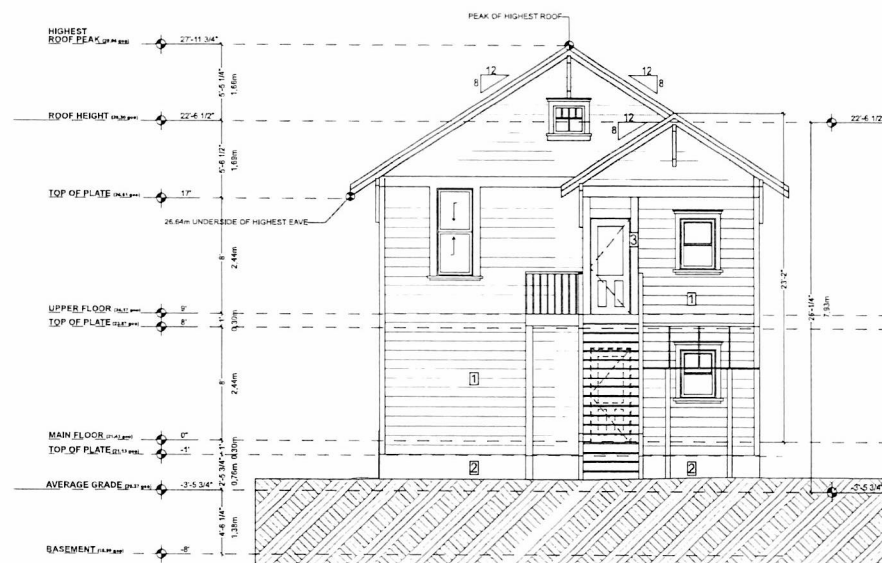 PEAK OF HIGHEST ROOF
HIGHEST
ROOF PEAK
27'-11 3/4"
5'-5 1/4"
1,66m
12
8
12
8
ROOF HEIGHT
22'-6 1/2"
12
8
22'-6 1/2"
5'-6 1/2"
1,69m
TOP OF PLATE
17'
26,64m UNDERSIDE OF HIGHEST EAVE
3
8'
2,44m
23'-2"
1
7,93m
UPPER FLOOR
9'
TOP OF PLATE
8'
1'
0,30m
8'
2,44m
1
MAIN FLOOR
0"
TOP OF PLATE
-1'
1'
0,30m
2
2
2'-5 3/4"
0,76m
AVERAGE GRADE
-3'-5 3/4"
-3'-5 3/4"
4'-6 1/4"
1,38m
BASEMENT
-8'